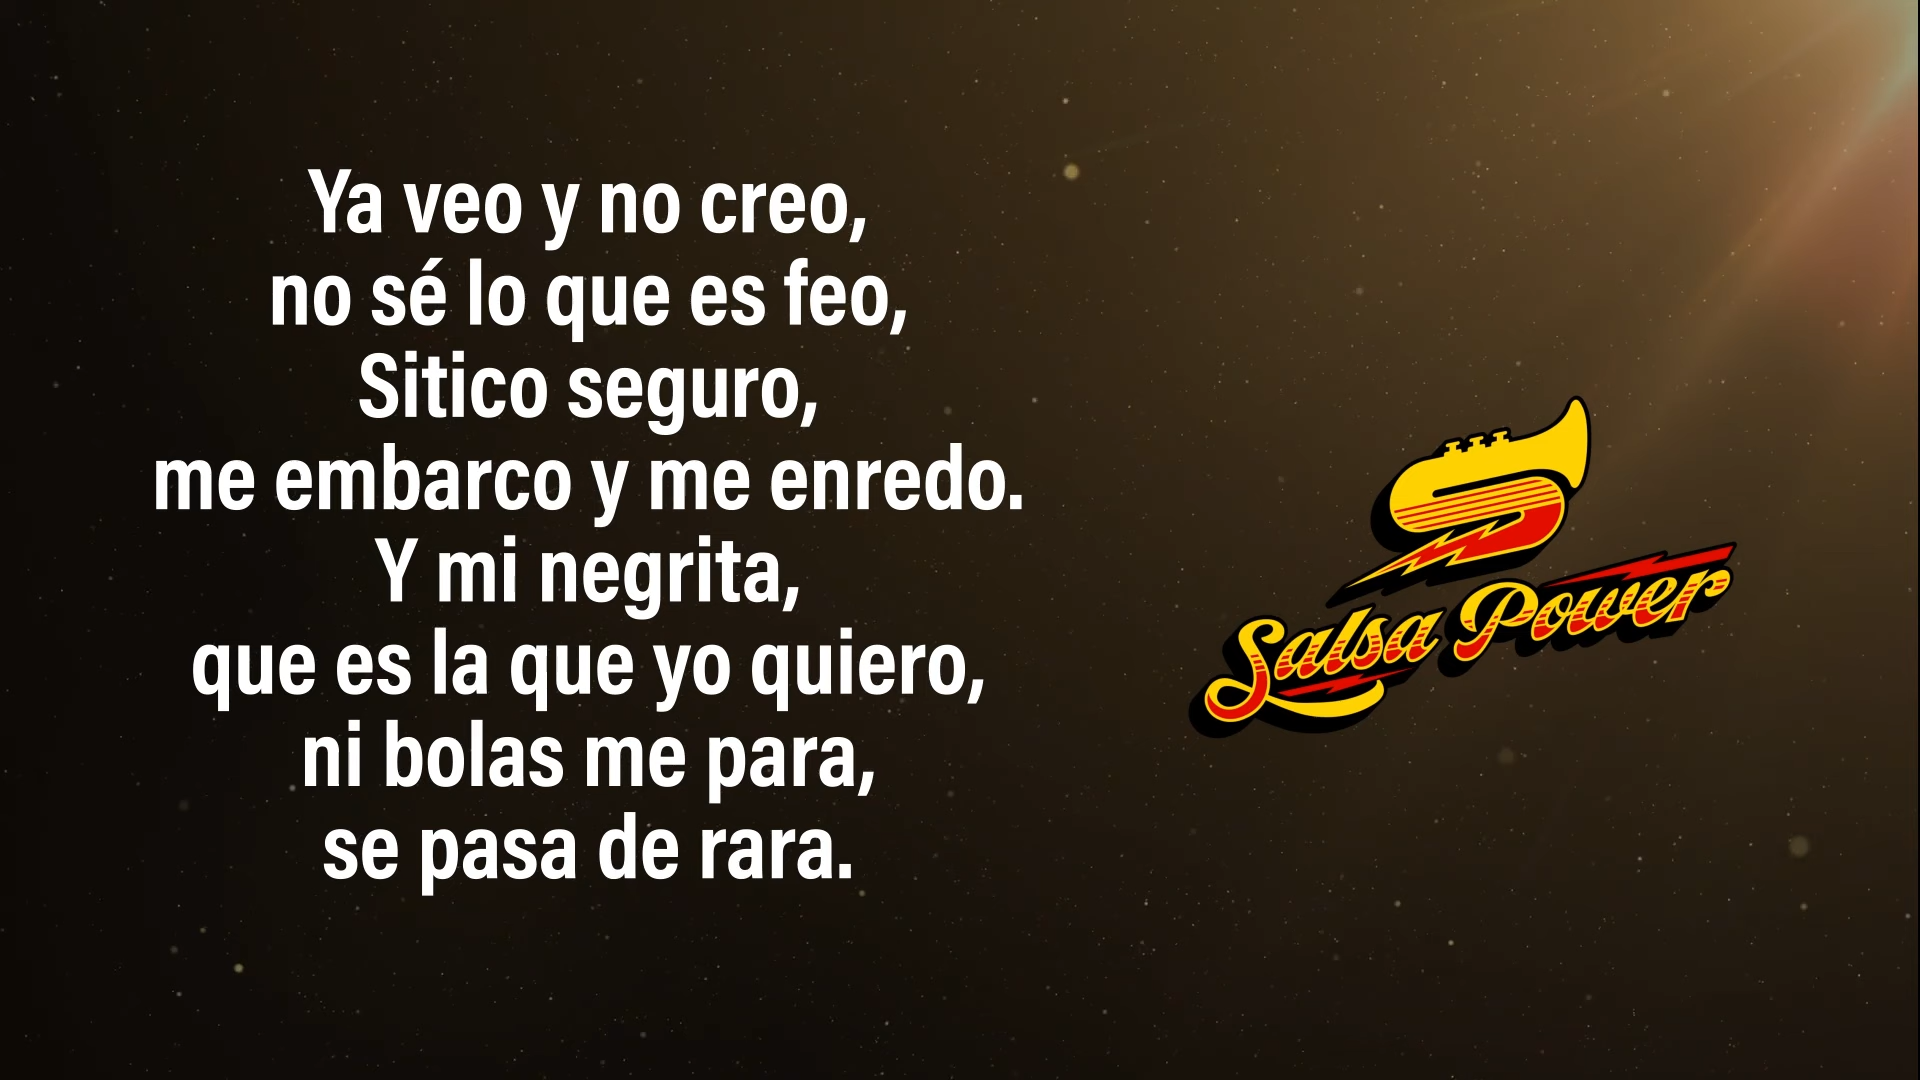 Ya veo y no creo,
no sé lo que es feo,
Sitico seguro,
me embarco y me enredo.
Y mi negrita,
que es la que yo quiero,
ni bolas me para,
se pasa de rara.
Salsa Power